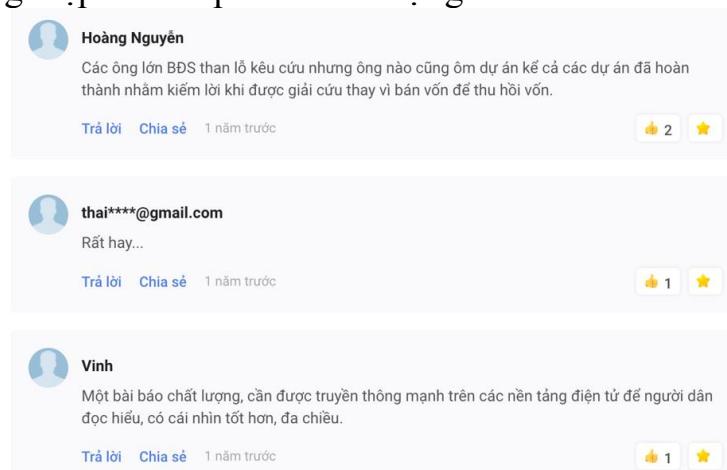 Hoàng Nguyễn
Các ông lớn BĐS than lỗ kêu cứu nhưng ông nào cũng ôm dự án kể cả các dự án đã hoàn
thành nhằm kiếm lời khi được giải cứu thay vì bán vốn để thu hồi vốn.
Trả lời Chia sẻ 1 năm trước 2
thai****@gmail.com
Rất hay...
Trả lời Chia sẻ 1 năm trước 1
Vinh
Một bài báo chất lượng, cần được truyền thông mạnh trên các nền tảng điện tử để người dân
đọc hiểu, có cái nhìn tốt hơn, đa chiều.
Trả lời Chia sẻ 1 năm trước 1